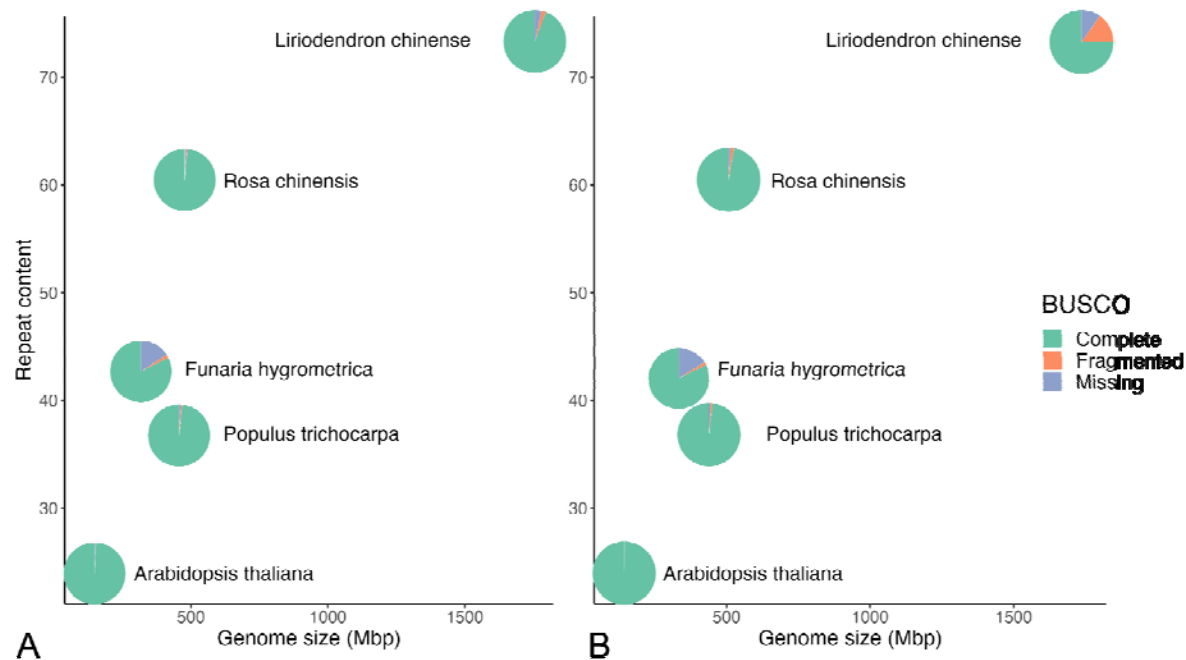 Liriodendron chinense
70
Rosa chinensis
60
50
Repeat content
Funaria hygrometrica
40
Populus trichocarpa
30
Arabidopsis thaliana
500
1000
1500
Genome size (Mbp)
A
Liriodendron chinense
70
Rosa chinensis
60
50
Funaria hygrometrica
40
Populus trichocarpa
30
Arabidopsis thaliana
500
1000
1500
Genome size (Mbp)
B
BUSCO
Complete
Fragmented
Missing